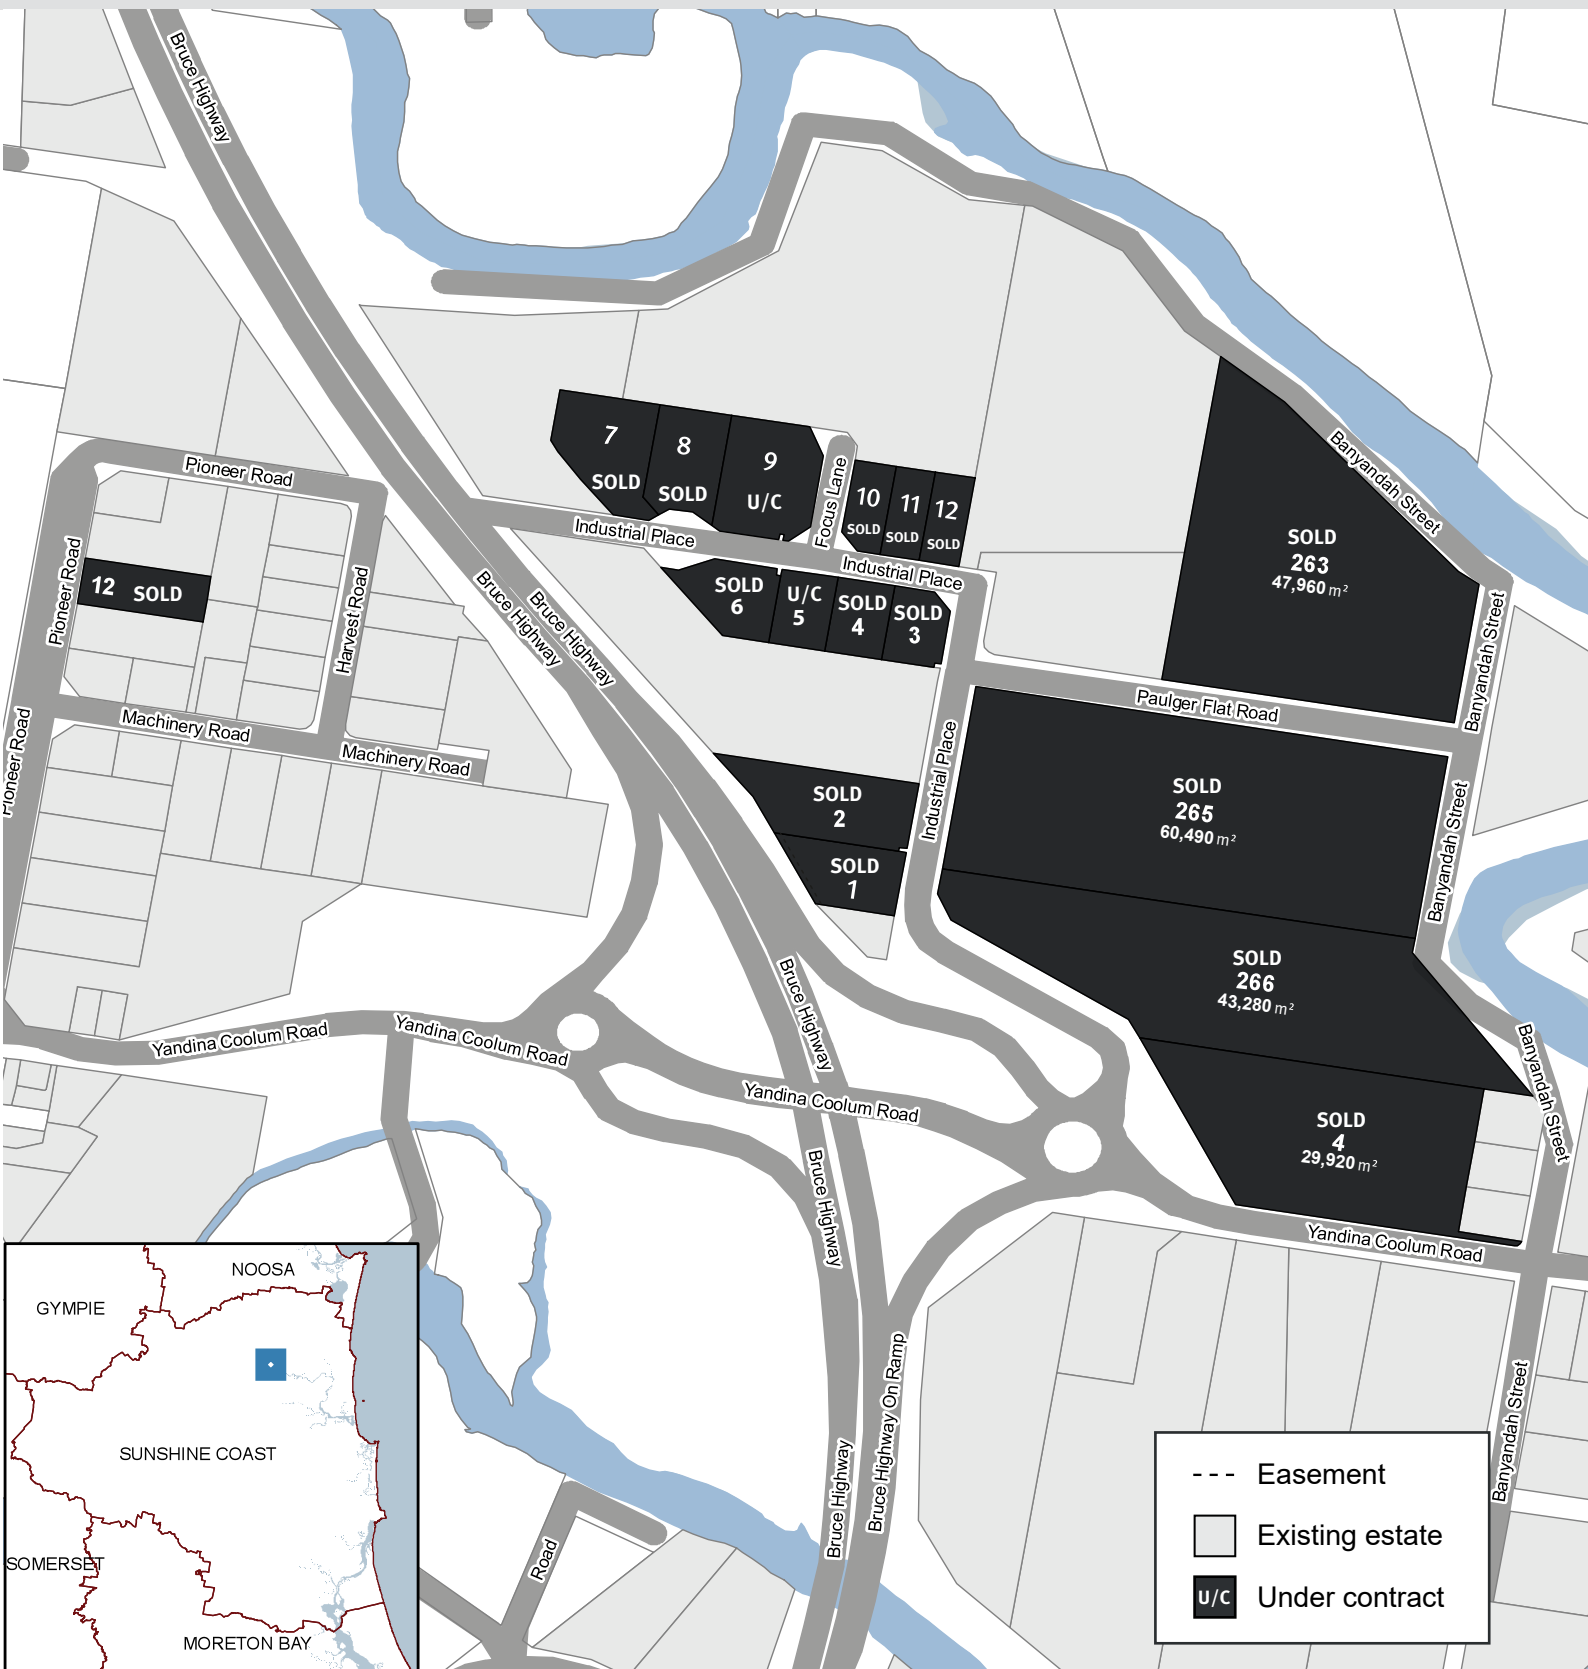 Bruce Highway
Pioneer Road
Pioneer Road
12 SOLD
Harvest Road
Machinery Road
Machinery Road
Pioneer Road
7
SOLD
8
SOLD
9
U/C
Focus Lane
10
SOLD
11
SOLD
12
SOLD
Industrial Place
Industrial Place
SOLD
6
U/C
5
SOLD
4
SOLD
3
Bruce Highway
Bruce Highway
Banyandah Street
SOLD
263
47,960 m²
Banyandah Street
Paulger Flat Road
Industrial Place
SOLD
2
SOLD
1
SOLD
265
60,490 m²
Banyandah Street
SOLD
266
43,280 m²
Bruce Highway
Yandina Coolum Road
Yandina Coolum Road
Yandina Coolum Road
Banyandah Street
SOLD
4
29,920 m²
Bruce Highway
Yandina Coolum Road
Bruce Highway On Ramp
Bruce Highway
Banyandah Street
Road
NOOSA
GYMPIE
SUNSHINE COAST
SOMERSET
MORETON BAY
Easement
Existing estate
U/C Under contract